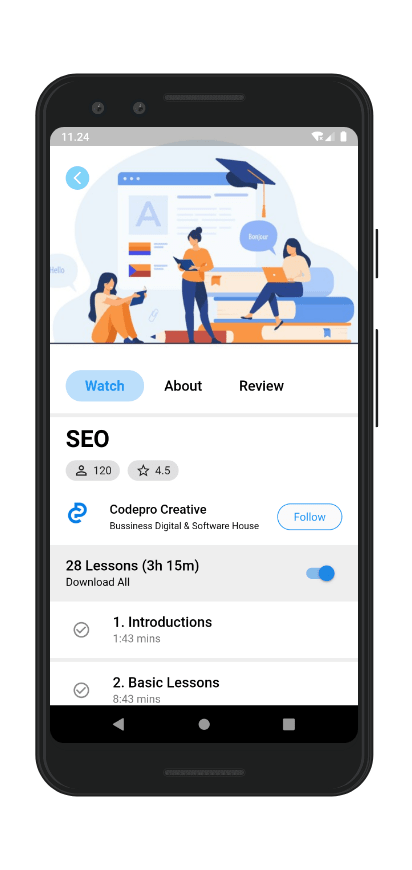 11.24
A
Bonjour
Hello
Watch
About
Review
SEO
120
4.5
Codepro Creative
Bussiness Digital & Software House
Follow
28 Lessons (3h 15m)
Download All
1. Introductions
1:43 mins
2. Basic Lessons
8:43 mins